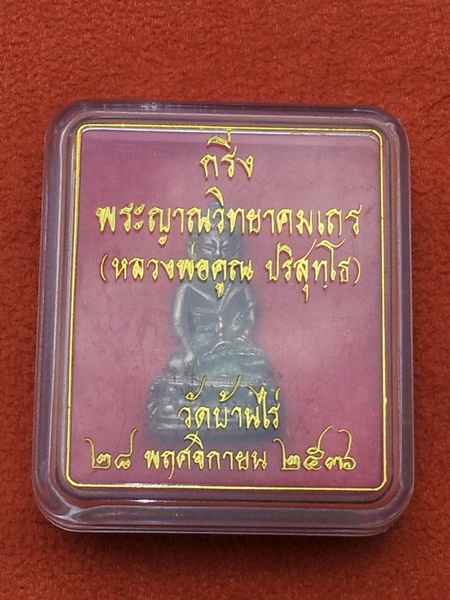 กริ่ง
พระญาณวิทยาคมเถร
(หลวงพ่อคูณ ปริสุทฺโธ)
วัดบ้านไร่
๒๘ พฤศจิกายน ๒๕๓๖